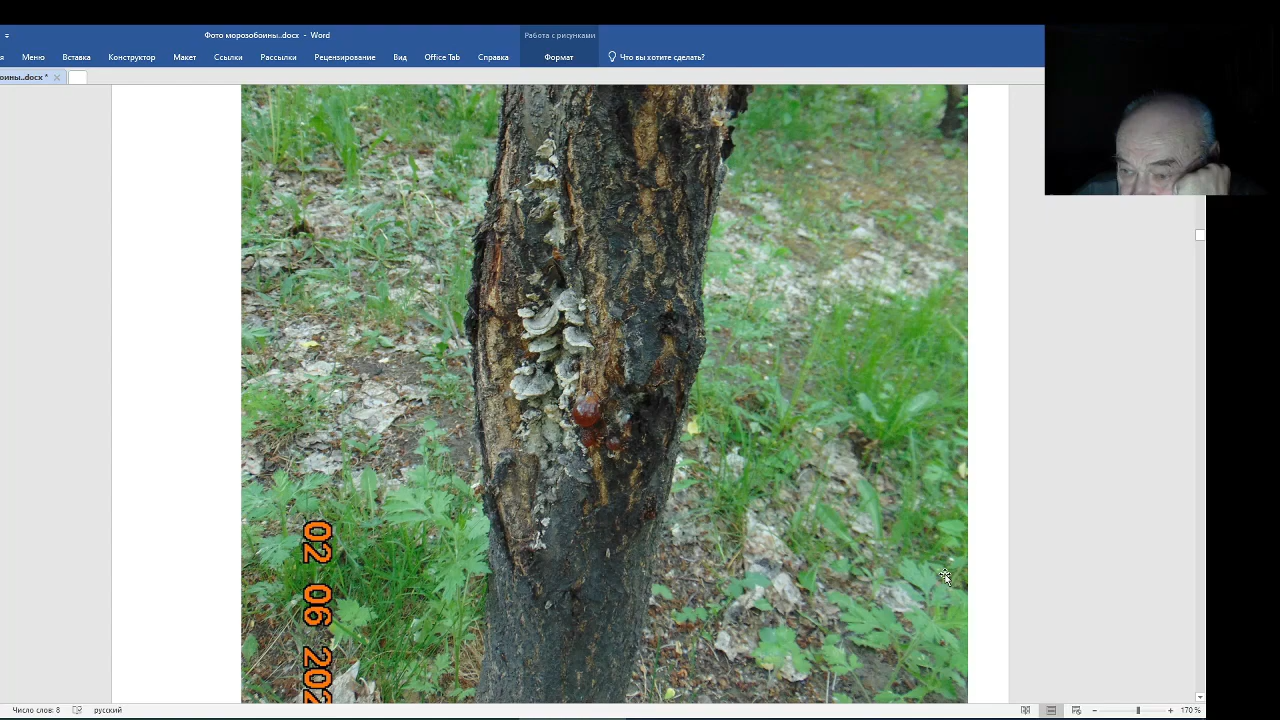 Фото морозобоины..docx - Word
Работа с рисунками
Меню Вставка Конструктор Макет Ссылки Рассылки Рецензирование Вид Office Tab Справка Формат Что вы хотите сделать?
оины..docx *
02 06 202
Число слов: 8 русский
170 %